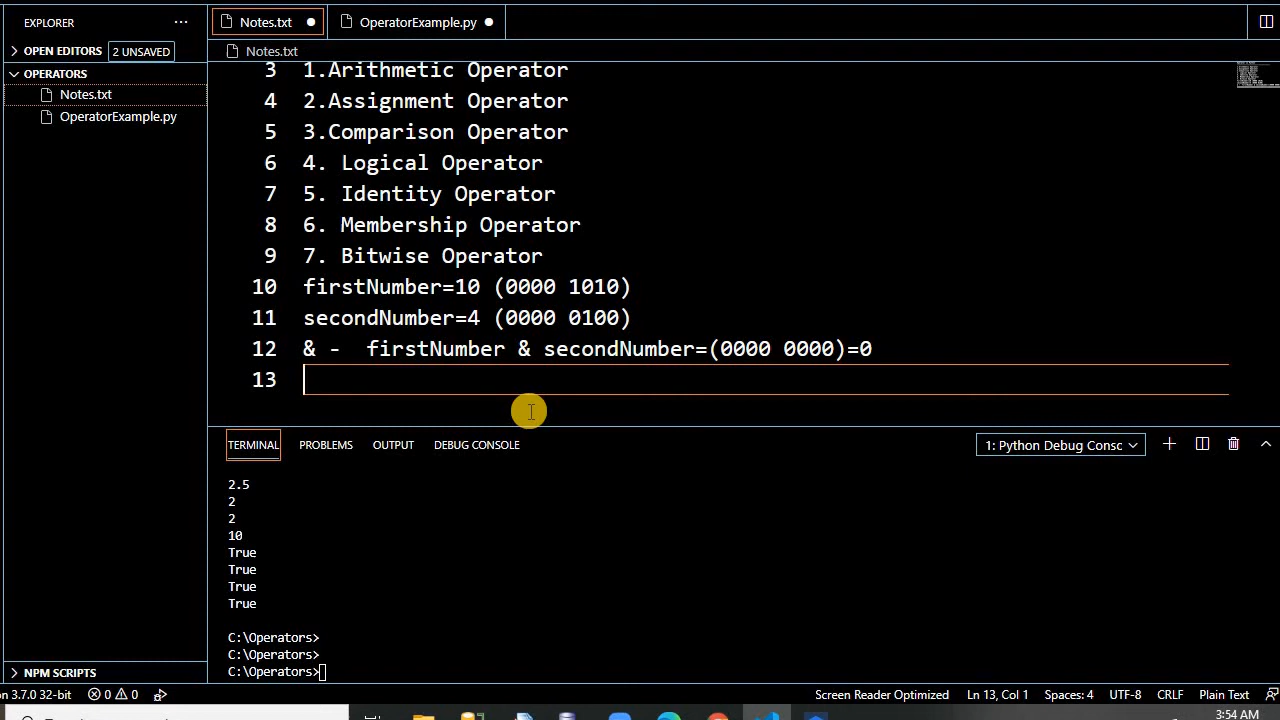 EXPLORER
Notes.txt
OperatorExample.py
OPEN EDITORS 2 UNSAVED
Notes.txt
OPERATORS
Notes.txt
OperatorExample.py
3 1.Arithmetic Operator
4 2.Assignment Operator
5 3.Comparison Operator
6 4. Logical Operator
7 5. Identity Operator
8 6. Membership Operator
9 7. Bitwise Operator
10 firstNumber=10 (0000 1010)
11 secondNumber=4 (0000 0100)
12 & -  firstNumber & secondNumber=(0000 0000)=0
13
TERMINAL PROBLEMS OUTPUT DEBUG CONSOLE 1: Python Debug Consc
2.5
2
2
10
True
True
True
True
C:\Operators>
C:\Operators>
C:\Operators>
NPM SCRIPTS
n 3.7.0 32-bit 0 0 Screen Reader Optimized Ln 13, Col 1 Spaces: 4 UTF-8 CRLF Plain Text
3:54 AM